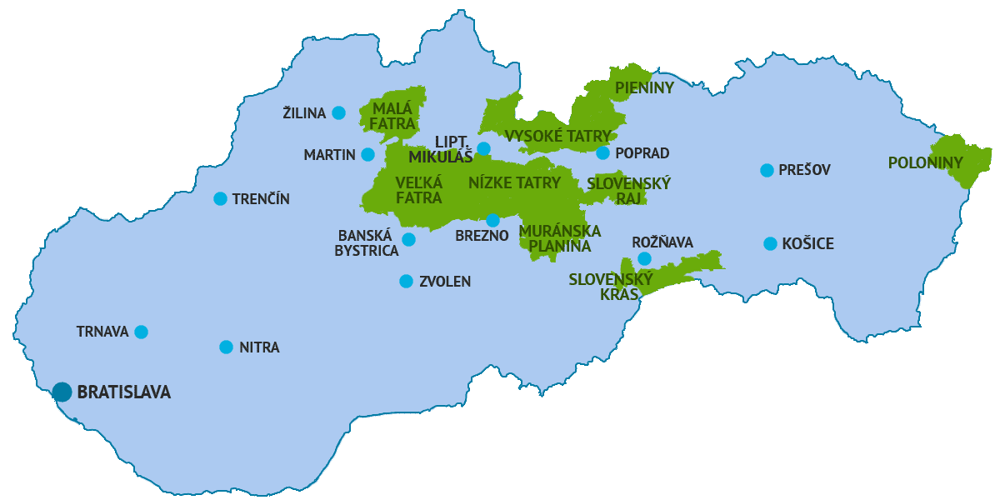 PIENINY
ŽILINA
MALÁ
FATRA
VYSOKÉ TATRY
LIPT.
MIKULÁŠ
MARTIN
POPRAD
POLONINY
PREŠOV
VEĽKÁ
FATRA
NÍZKE TATRY
SLOVENSKÝ
RAJ
TRENČÍN
BANSKÁ
BYSTRICA
BREZNO
MURÁNSKA
PLANINA
ROŽŇAVA
KOŠICE
ZVOLEN
SLOVENSKÝ
KRAS
TRNAVA
NITRA
BRATISLAVA